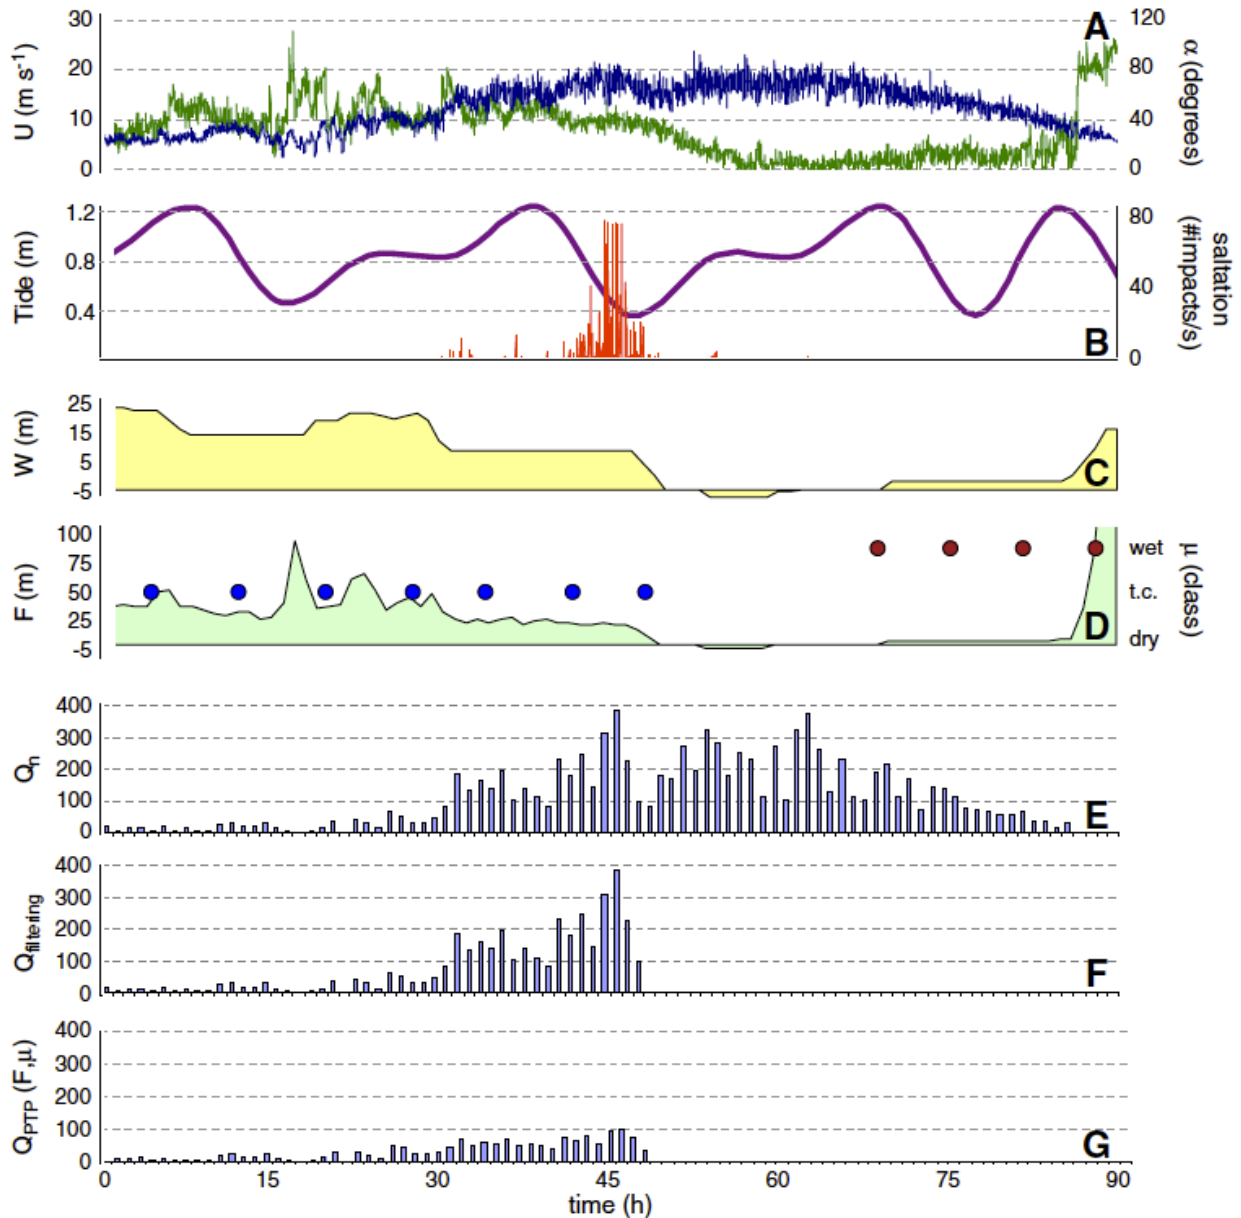 30
20
10
0
U (m s⁻¹)
A
120
80
40
0
α (degrees)
1.2
0.8
0.4
Tide (m)
B
80
40
0
saltation
(#impacts/s)
25
15
5
-5
W (m)
C
100
75
50
25
-5
F (m)
D
wet
t.c.
dry
μ (class)
400
300
200
100
0
Qn
E
400
300
200
100
0
Qfiltering
F
400
300
200
100
0
QPTP (F,μ)
G
0 15 30 45 60 75 90
time (h)